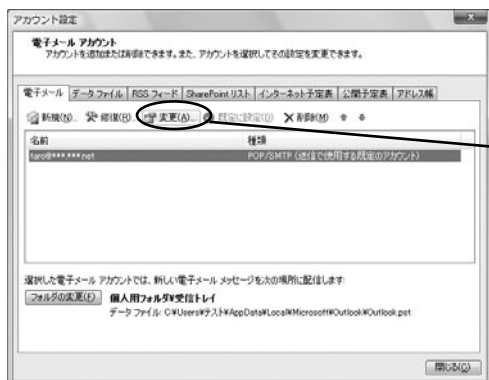 アカウント設定
電子メール アカウント
アカウントを追加または削除できます。また、アカウントを選択してその設定を変更できます。
電子メール データ ファイル RSS フィード SharePoint リスト インターネット予定表 公開予定表 アドレス帳
新規(N)... 修復(R)... 変更(A)... 既定に設定(D) 削除(M)
名前 種類
taro@***.***.net POP/SMTP (送信で使用する既定のアカウント)
選択した電子メール アカウントでは、新しい電子メール メッセージを次の場所に配信します:
フォルダの変更(F) 個人用フォルダ¥受信トレイ
データ ファイル: C:¥Users¥テスト¥AppData¥Local¥Microsoft¥Outlook¥Outlook.pst
閉じる(C)